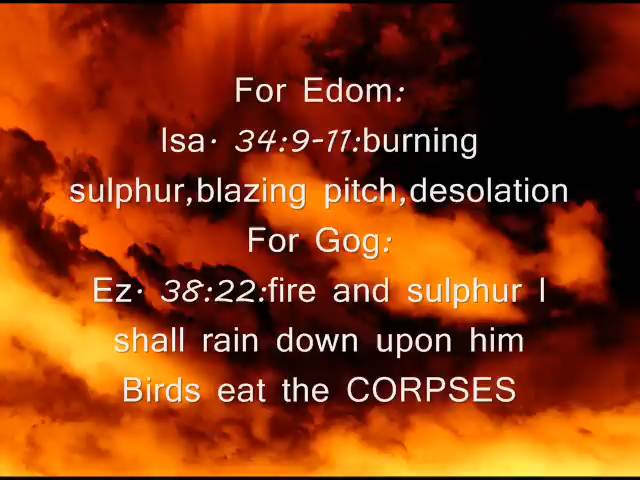 For Edom:
Isa· 34:9-11:burning
sulphur,blazing pitch,desolation
For Gog:
Ez· 38:22:fire and sulphur I
shall rain down upon him
Birds eat the CORPSES